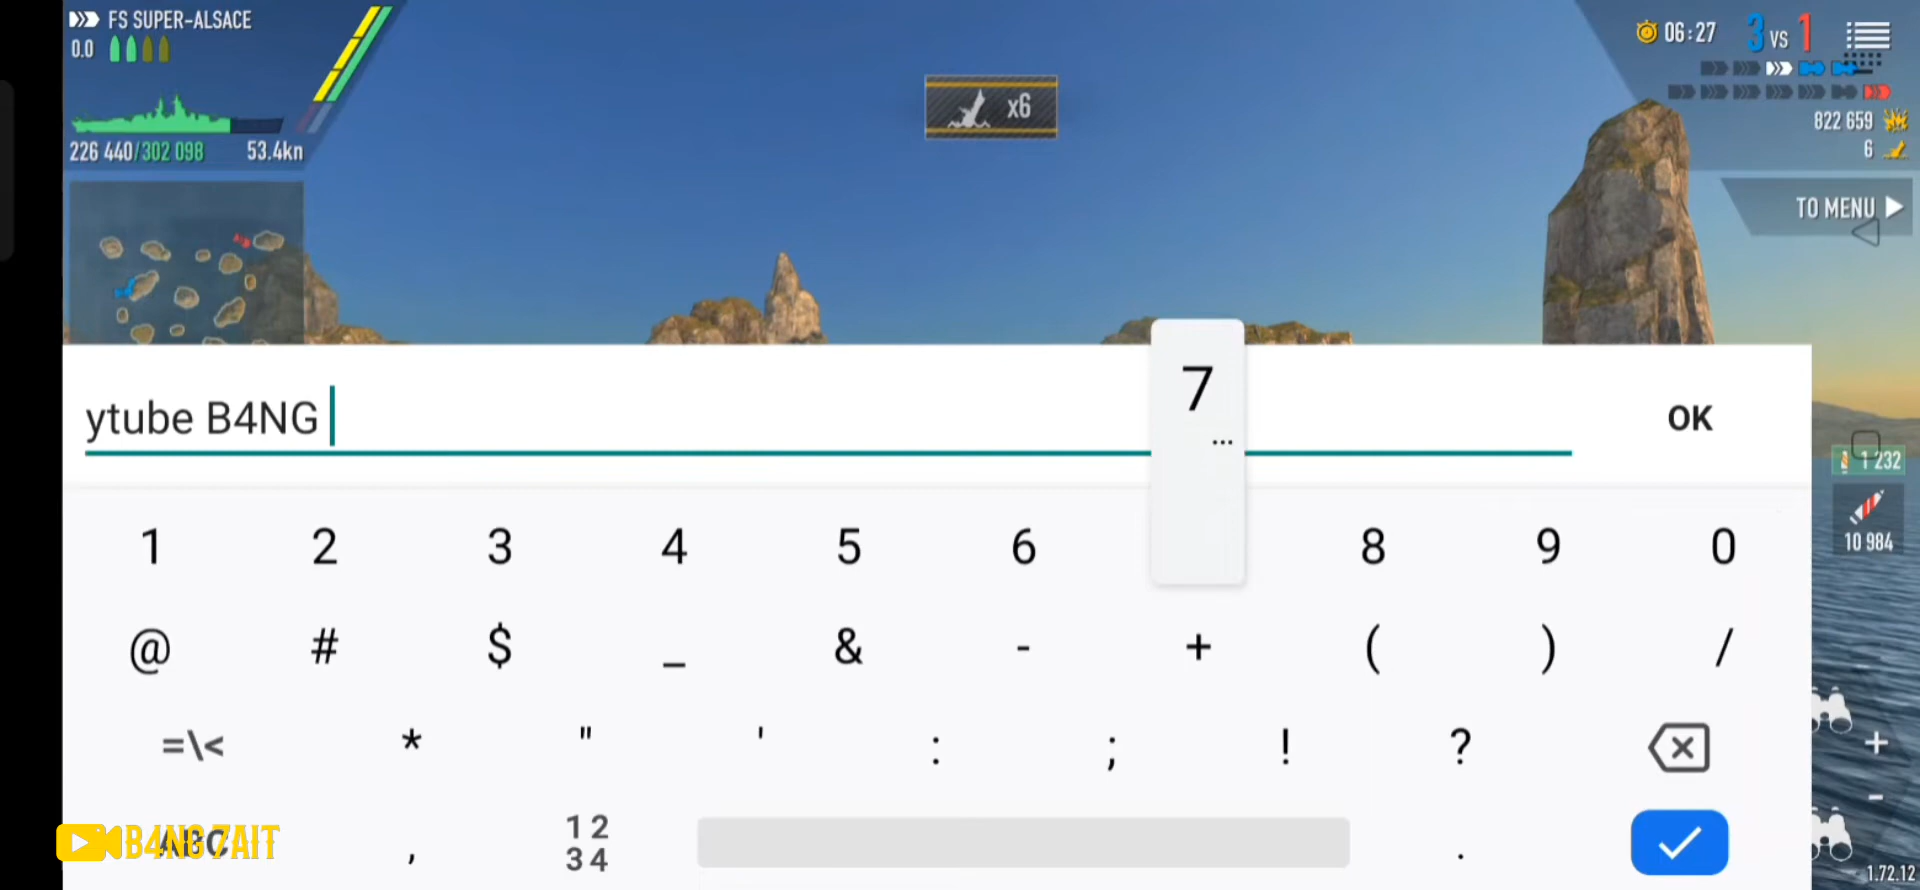 FS SUPER-ALSACE
0.0
226 440/302 098 53.4kn
x6
06:27 3 VS 1
822 659
6
TO MENU
ytube B4NG
OK
7
...
1 2 3 4 5 6 8 9 0
@ # $ _ & - + ( ) /
=\< * " ' : ; ! ?
ABC , 12 34 .
B4NG 7AIT
1 232
10 984
+
-
1.72.12